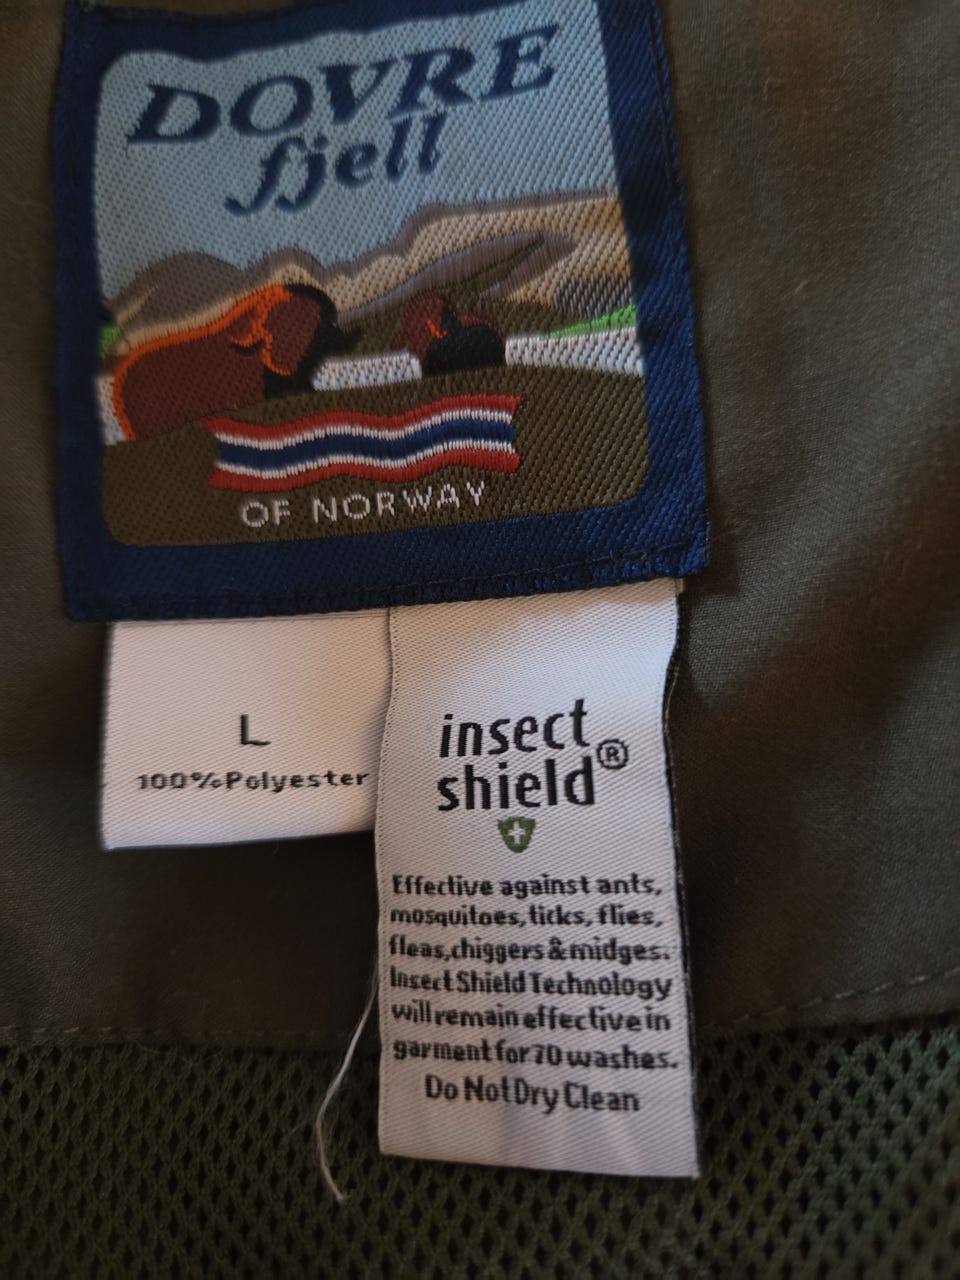 DOVRE
fjell
OF NORWAY
L
100%Polyester
insect
shield®
Effective against ants,
mosquitoes, ticks, flies,
fleas, chiggers & midges.
Insect Shield Technology
will remain effective in
garment for 70 washes.
Do Not Dry Clean